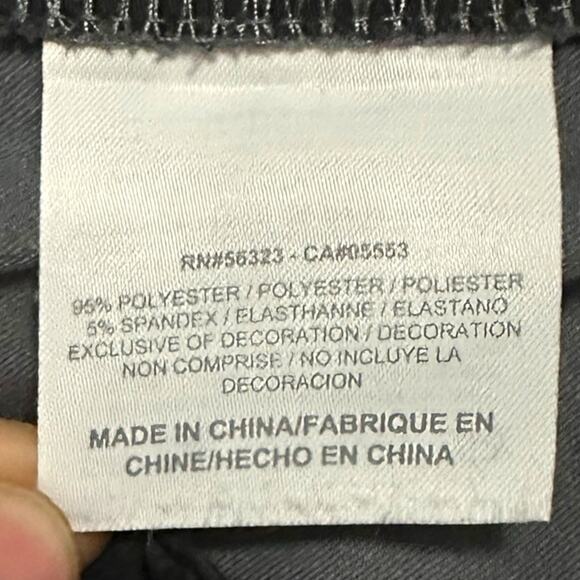 RN#56323 - CA#05553
95% POLYESTER / POLYESTER / POLIESTER
5% SPANDEX / ELASTHANNE / ELASTANO
EXCLUSIVE OF DECORATION / DECORATION
NON COMPRISE / NO INCLUYE LA
DECORACION
MADE IN CHINA/FABRIQUE EN
CHINE/HECHO EN CHINA